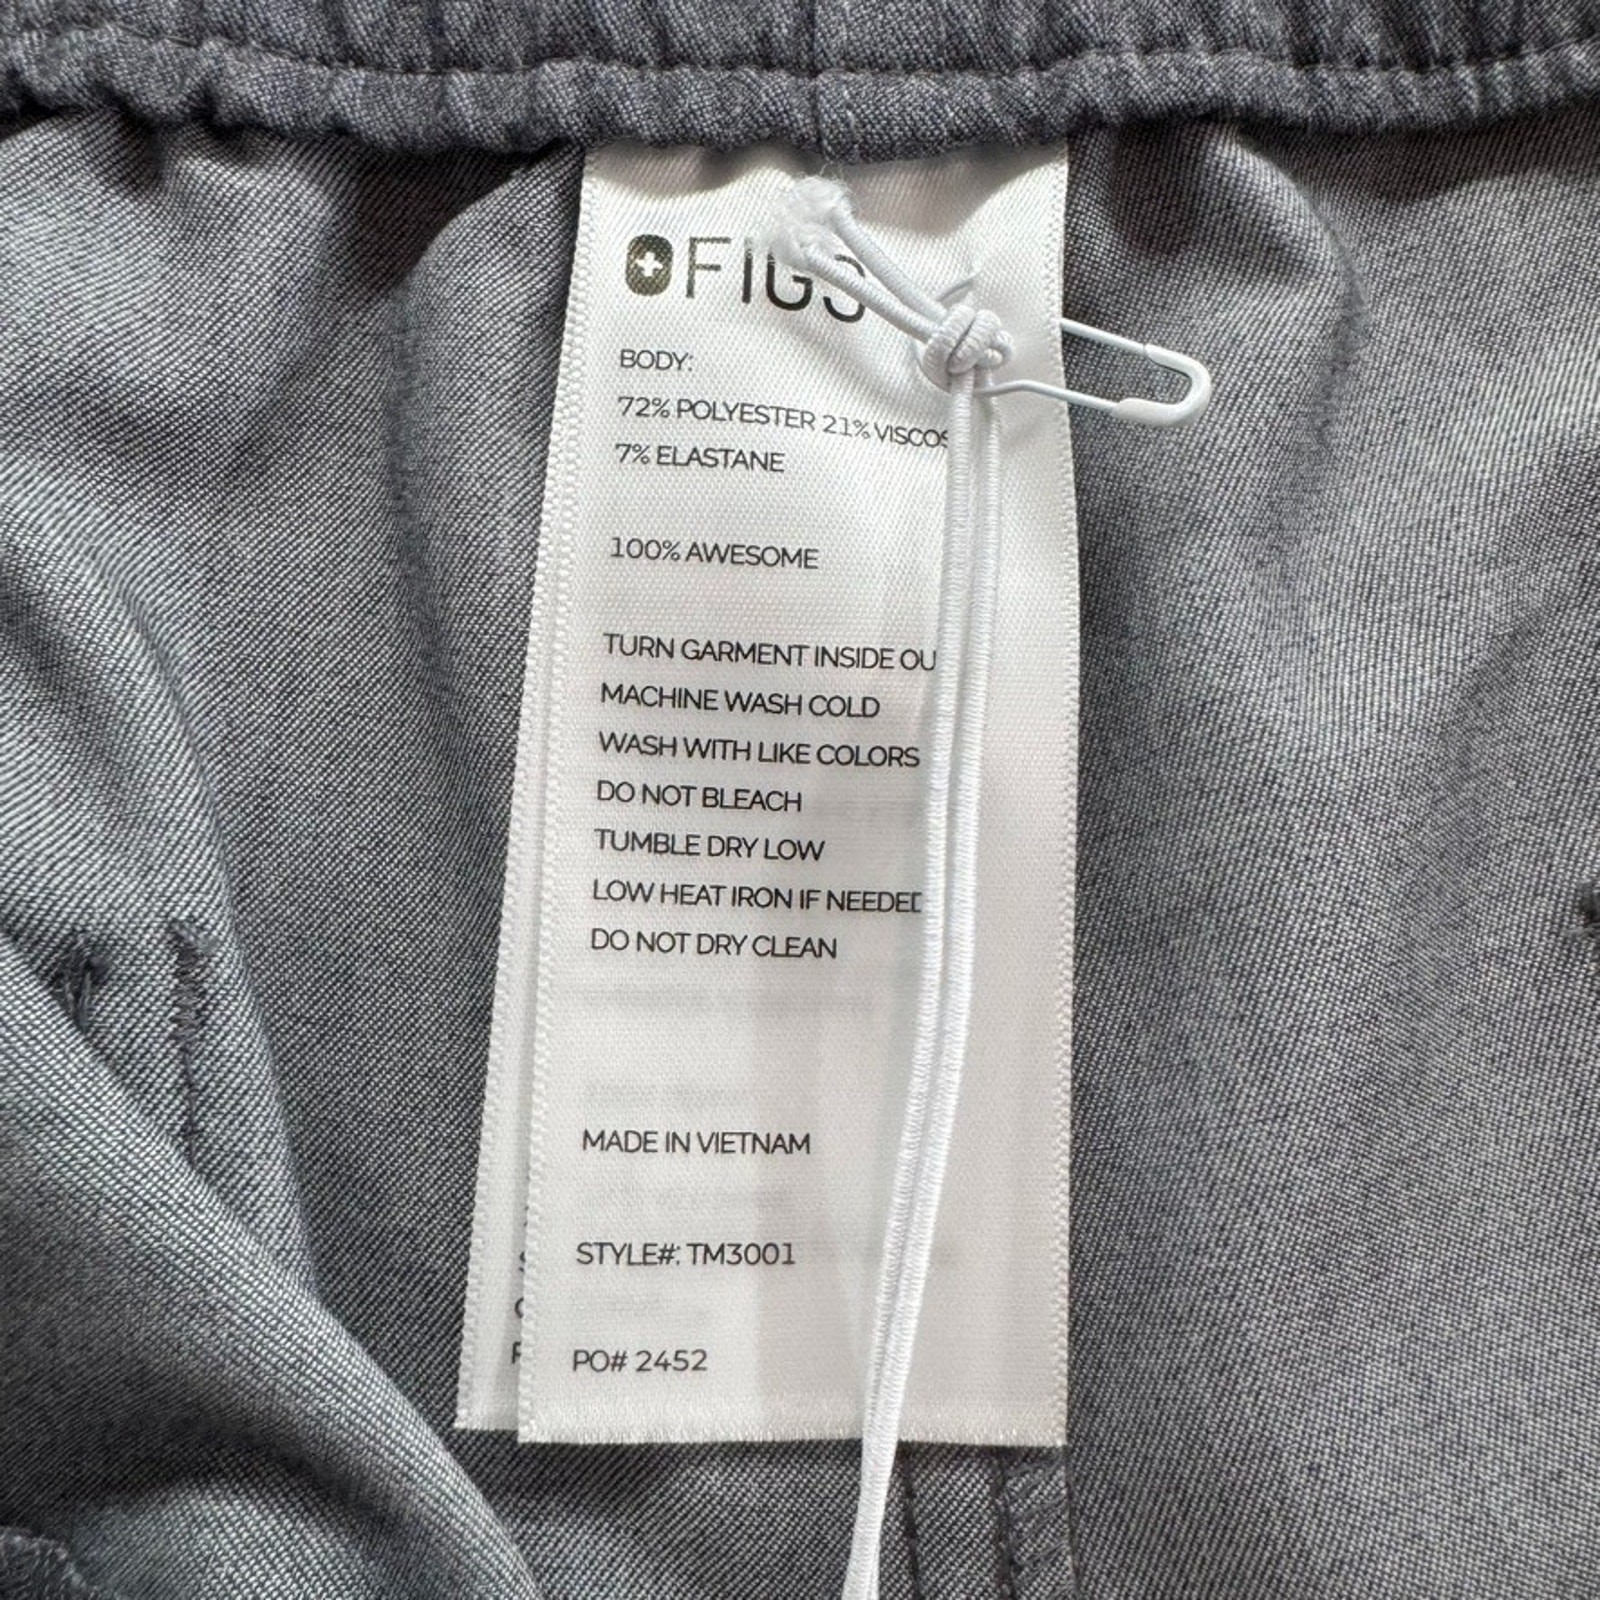 FIGS
BODY:
72% POLYESTER 21% VISCOS
7% ELASTANE
100% AWESOME
TURN GARMENT INSIDE OU
MACHINE WASH COLD
WASH WITH LIKE COLORS
DO NOT BLEACH
TUMBLE DRY LOW
LOW HEAT IRON IF NEEDED
DO NOT DRY CLEAN
MADE IN VIETNAM
STYLE#: TM3001
PO# 2452